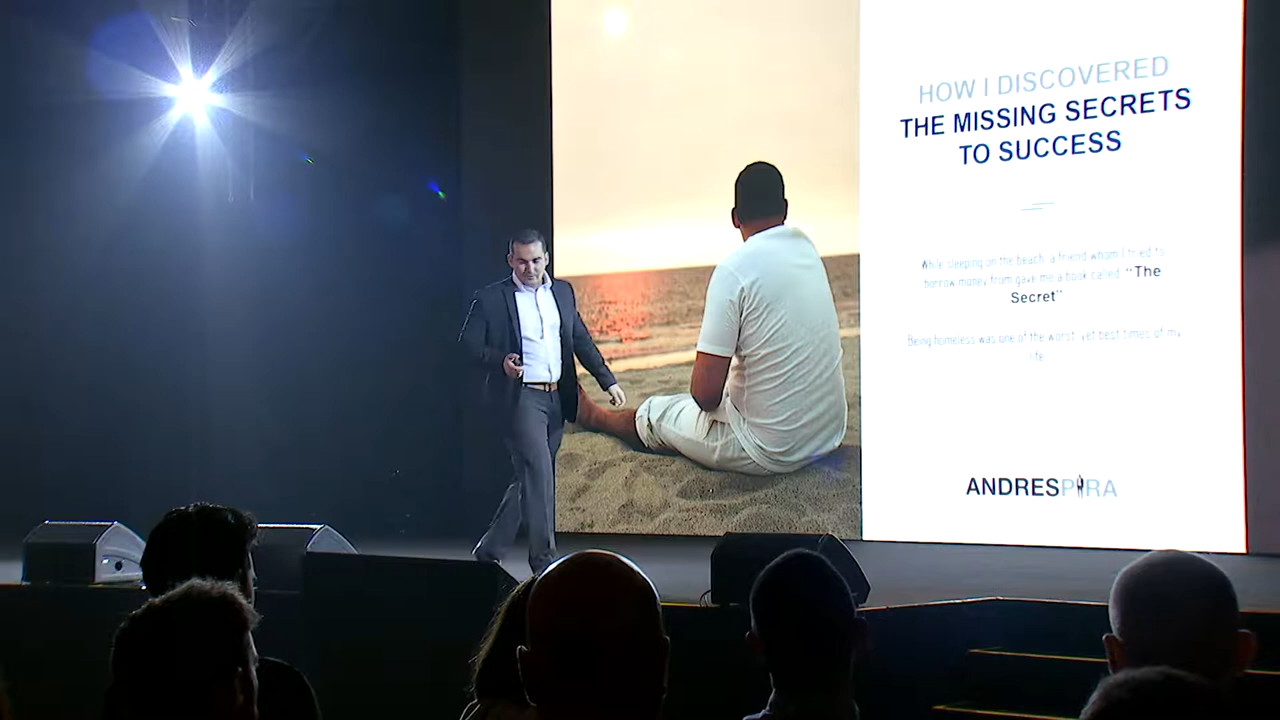 HOW I DISCOVERED
THE MISSING SECRETS
TO SUCCESS
While sleeping on the beach, a friend whom I tried to
borrow money from gave me a book called "The
Secret"
Being homeless was one of the worst, yet best times of my
life.
ANDRESPIRA